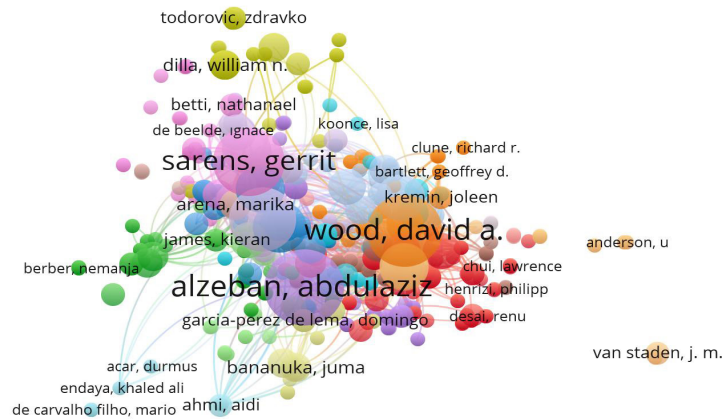 todorovic, zdravko
dilla, william n.
betti, nathanael
de beelde, ignace
koonce, lisa
clune, richard r.
sarens, gerrit
bartlett, geoffrey d.
kremin, joleen
arena, marika
wood, david a.
james, kieran
anderson, u
berber, nemanja
chui, lawrence
alzeban, abdulaziz
henrizi, philipp
garcia-perez de lema, domingo
desai, renu
van staden, j. m.
acar, durmus
bananuka, juma
endaya, khaled ali
ahmi, aidi
de carvalho filho, mario